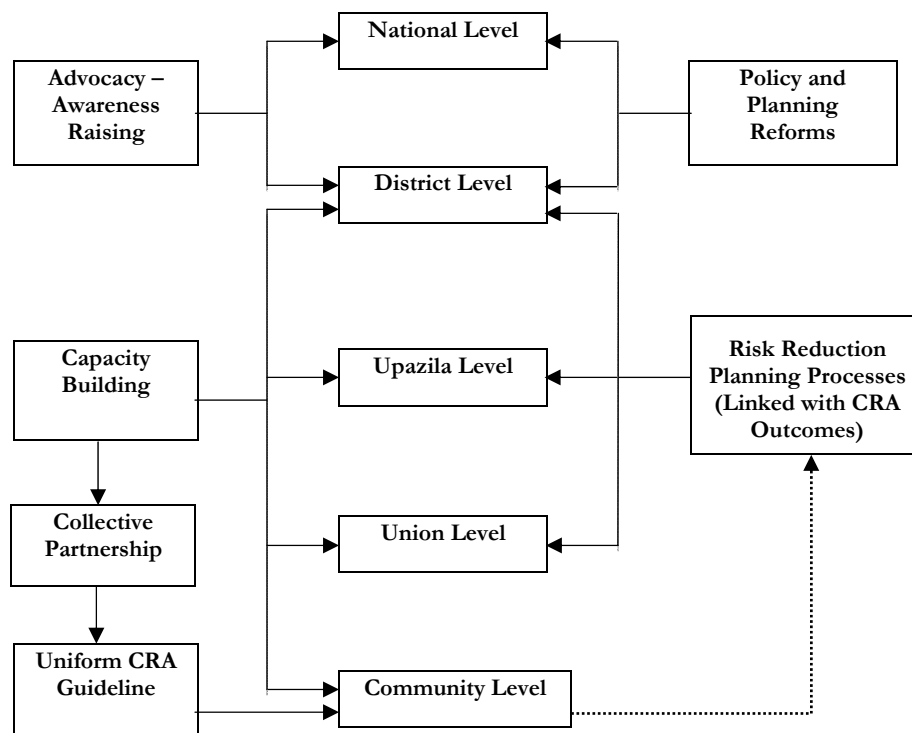 National Level
Advocacy –
Awareness
Raising
Policy and
Planning
Reforms
District Level
Capacity
Building
Upazila Level
Risk Reduction
Planning Processes
(Linked with CRA
Outcomes)
Collective
Partnership
Union Level
Uniform CRA
Guideline
Community Level